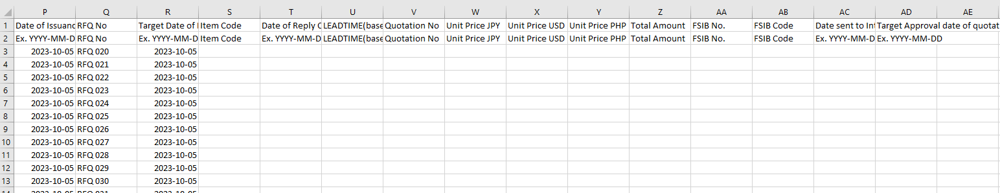 P Q R S T U V W X Y Z AA AB AC AD AE
1 Date of Issuanc RFQ No Target Date of Item Code Date of Reply LEADTIME(base Quotation No Unit Price JPY Unit Price USD Unit Price PHP Total Amount FSIB No. FSIB Code Date sent to Int Target Approval date of quotat
2 Ex. YYYY-MM-D RFQ No Ex. YYYY-MM-D Item Code Ex. YYYY-MM-D LEADTIME(base Quotation No Unit Price JPY Unit Price USD Unit Price PHP Total Amount FSIB No. FSIB Code Ex. YYYY-MM-D Ex. YYYY-MM-DD
3 2023-10-05 RFQ 020 2023-10-05
4 2023-10-05 RFQ 021 2023-10-05
5 2023-10-05 RFQ 022 2023-10-05
6 2023-10-05 RFQ 023 2023-10-05
7 2023-10-05 RFQ 024 2023-10-05
8 2023-10-05 RFQ 025 2023-10-05
9 2023-10-05 RFQ 026 2023-10-05
10 2023-10-05 RFQ 027 2023-10-05
11 2023-10-05 RFQ 028 2023-10-05
12 2023-10-05 RFQ 029 2023-10-05
13 2023-10-05 RFQ 030 2023-10-05
14 2023-10-05 RFQ 031 2023-10-05